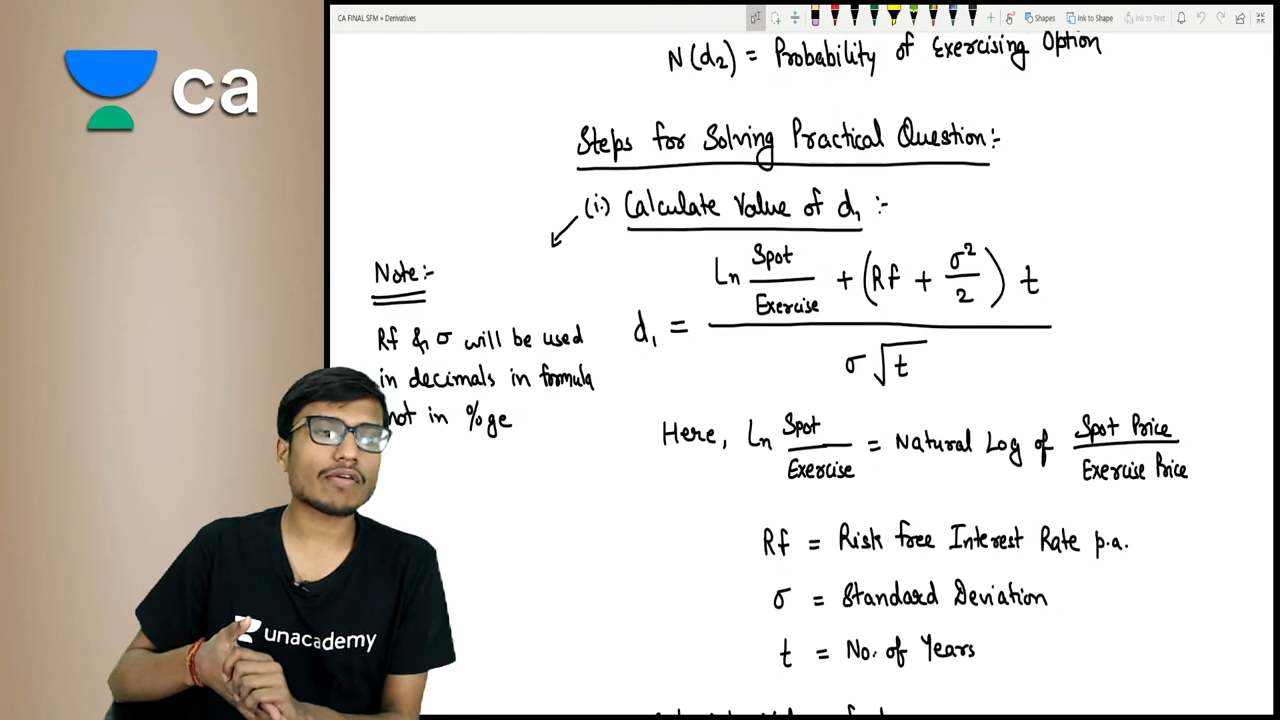 CA FINAL SFM » Derivatives
Shapes
Ink to Shape
Ink to Text
ca
N(d₂) = Probability of Exercising Option
Steps for Solving Practical Question:-
(i.) Calculate Value of d₁ :-
Note:-
Rf & σ will be used
in decimals in formula
not in %ge
d₁ = (Ln Spot/Exercise + (Rf + σ²/2) t) / σ√t
Here, Ln Spot/Exercise = Natural Log of Spot Price/Exercise Price
Rf = Risk free Interest Rate p.a.
σ = Standard Deviation
t = No. of Years
unacademy